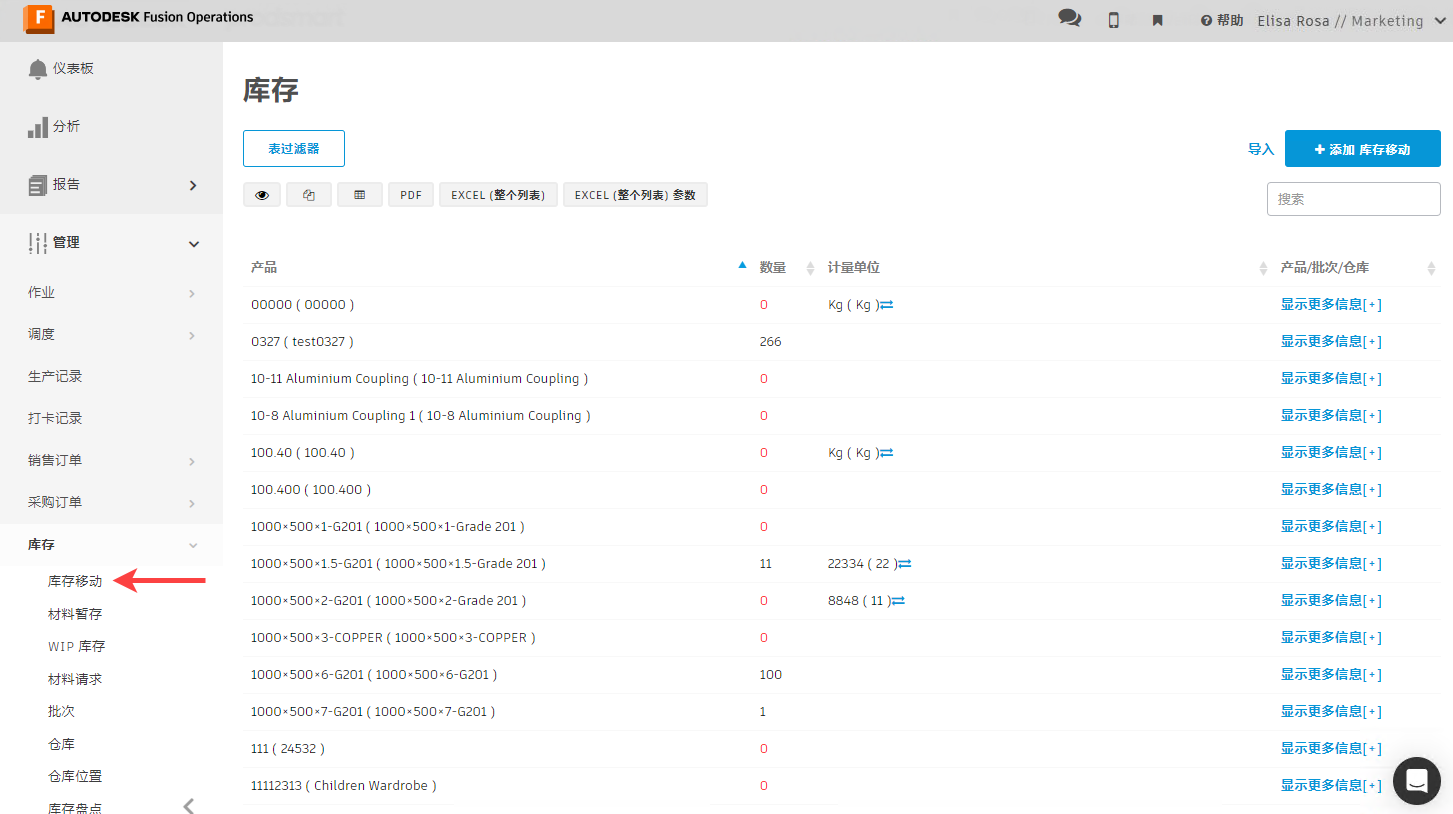 AUTODESK Fusion Operations
帮助 Elisa Rosa // Marketing
仪表板
分析
报告
管理
作业
调度
生产记录
打卡记录
销售订单
采购订单
库存
库存移动
材料暂存
WIP 库存
材料请求
批次
仓库
仓库位置
库存盘点
库存
表过滤器
导入 添加 库存移动
PDF EXCEL (整个列表) EXCEL (整个列表) 参数
搜索
产品 数量 计量单位 产品/批次/仓库
00000 ( 00000 ) 0 Kg ( Kg ) 显示更多信息[+]
0327 ( test0327 ) 266 显示更多信息[+]
10-11 Aluminium Coupling ( 10-11 Aluminium Coupling ) 0 显示更多信息[+]
10-8 Aluminium Coupling 1 ( 10-8 Aluminium Coupling ) 0 显示更多信息[+]
100.40 ( 100.40 ) 0 Kg ( Kg ) 显示更多信息[+]
100.400 ( 100.400 ) 0 显示更多信息[+]
1000×500×1-G201 ( 1000×500×1-Grade 201 ) 0 显示更多信息[+]
1000×500×1.5-G201 ( 1000×500×1.5-Grade 201 ) 11 22334 ( 22 ) 显示更多信息[+]
1000×500×2-G201 ( 1000×500×2-Grade 201 ) 0 8848 ( 11 ) 显示更多信息[+]
1000×500×3-COPPER ( 1000×500×3-COPPER ) 0 显示更多信息[+]
1000×500×6-G201 ( 1000×500×6-G201 ) 100 显示更多信息[+]
1000×500×7-G201 ( 1000×500×7-G201 ) 1 显示更多信息[+]
111 ( 24532 ) 0 显示更多信息[+]
11112313 ( Children Wardrobe ) 0 显示更多信息[+]